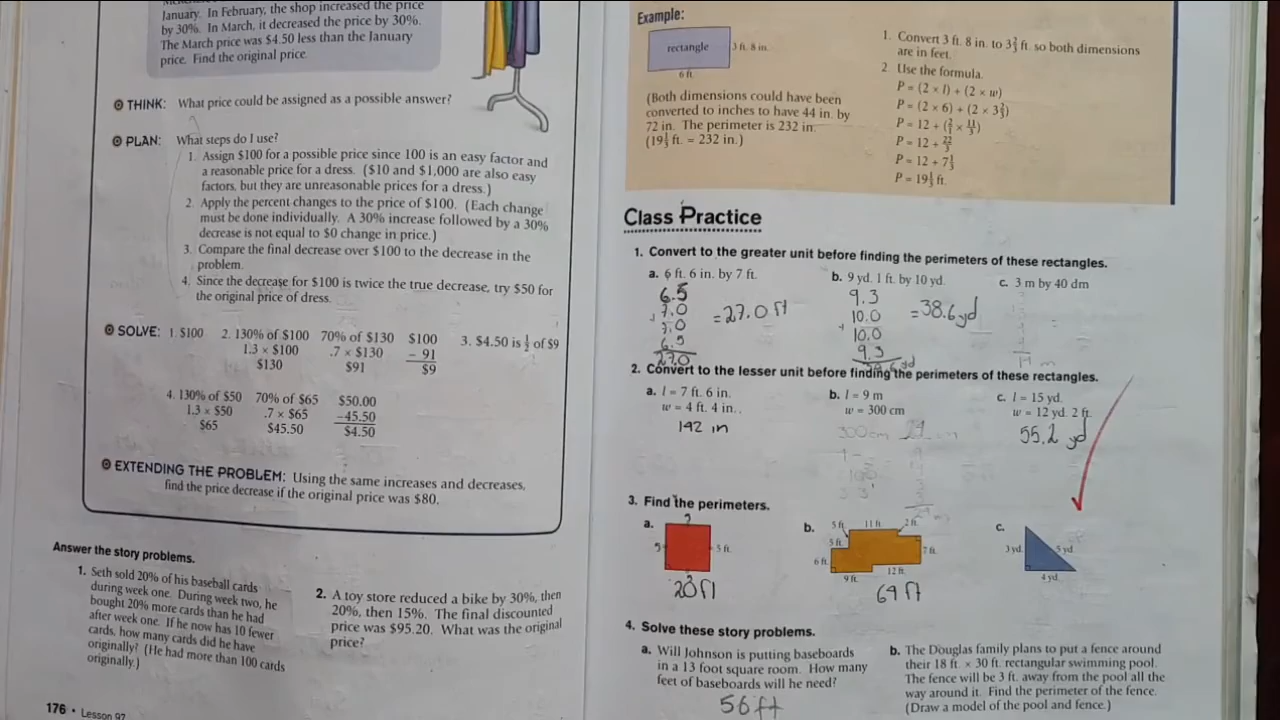 January. In February, the shop increased the price
by 30%. In March, it decreased the price by 30%.
The March price was $4.50 less than the January
price. Find the original price.
THINK: What price could be assigned as a possible answer?
PLAN: What steps do I use?
1. Assign $100 for a possible price since 100 is an easy factor and
a reasonable price for a dress. ($10 and $1,000 are also easy
factors, but they are unreasonable prices for a dress.)
2. Apply the percent changes to the price of $100. (Each change
must be done individually. A 30% increase followed by a 30%
decrease is not equal to $0 change in price.)
3. Compare the final decrease over $100 to the decrease in the
problem.
4. Since the decrease for $100 is twice the true decrease, try $50 for
the original price of dress.
SOLVE: 1. $100 2. 130% of $100 70% of $130 $100 3. $4.50 is ½ of $9
1.3 × $100 .7 × $130 – 91
$130 $91 $9
4. 130% of $50 70% of $65 $50.00
1.3 × $50 .7 × $65 –45.50
$65 $45.50 $4.50
EXTENDING THE PROBLEM: Using the same increases and decreases,
find the price decrease if the original price was $80.
Answer the story problems.
1. Seth sold 20% of his baseball cards
during week one. During week two, he
bought 20% more cards than he had
after week one. If he now has 10 fewer
cards, how many cards did he have
originally? (He had more than 100 cards
originally.)
2. A toy store reduced a bike by 30%, then
20%, then 15%. The final discounted
price was $95.20. What was the original
price?
176 • Lesson 97
Example:
rectangle 3 ft. 8 in.
6 ft.
(Both dimensions could have been
converted to inches to have 44 in. by
72 in. The perimeter is 232 in.
(19⅓ ft. = 232 in.)
1. Convert 3 ft. 8 in. to 3⅔ ft. so both dimensions
are in feet.
2. Use the formula.
P = (2 × l) + (2 × w)
P = (2 × 6) + (2 × 3⅔)
P = 12 + (2/1 × 11/3)
P = 12 + 22/3
P = 12 + 7⅓
P = 19⅓ ft.
Class Practice
1. Convert to the greater unit before finding the perimeters of these rectangles.
a. 6 ft. 6 in. by 7 ft. b. 9 yd. 1 ft. by 10 yd. c. 3 m by 40 dm
6.5 9.3
7.0 = 27.0 ft 10.0 = 38.6 yd
+ 7.0 + 10.0
6.5 9.3
27.0
2. Convert to the lesser unit before finding the perimeters of these rectangles.
a. l = 7 ft. 6 in. b. l = 9 m c. l = 15 yd.
w = 4 ft. 4 in. w = 300 cm w = 12 yd. 2 ft.
142 in 300 cm 55.2 yd
3. Find the perimeters.
a. ? 5 5 ft. ?
20 ft
b. 5 ft. 11 ft. 2 ft.
5 ft. 7 ft.
6 ft. 12 ft.
9 ft.
69 ft
c. 3 yd. 5 yd.
4 yd.
4. Solve these story problems.
a. Will Johnson is putting baseboards
in a 13 foot square room. How many
feet of baseboards will he need?
56 ft
b. The Douglas family plans to put a fence around
their 18 ft. × 30 ft. rectangular swimming pool.
The fence will be 3 ft. away from the pool all the
way around it. Find the perimeter of the fence.
(Draw a model of the pool and fence.)